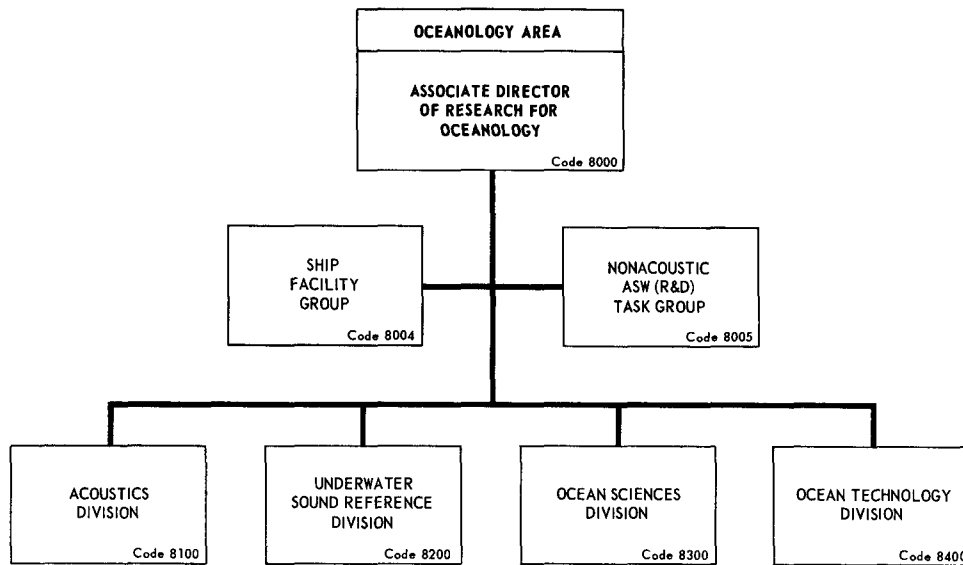 OCEANOLOGY AREA
ASSOCIATE DIRECTOR
OF RESEARCH FOR
OCEANOLOGY
Code 8000
SHIP
FACILITY
GROUP
Code 8004
NONACOUSTIC
ASW (R&D)
TASK GROUP
Code 8005
ACOUSTICS
DIVISION
Code 8100
UNDERWATER
SOUND REFERENCE
DIVISION
Code 8200
OCEAN SCIENCES
DIVISION
Code 8300
OCEAN TECHNOLOGY
DIVISION
Code 8400